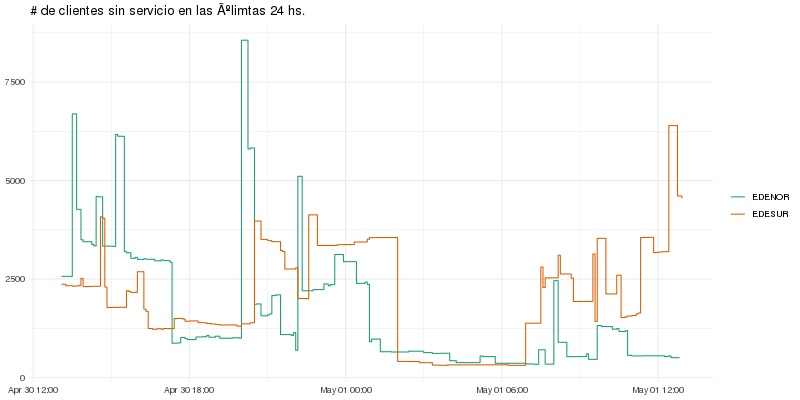 # de clientes sin servicio en las Ãºlimtas 24 hs.
7500
5000
2500
0
Apr 30 12:00
Apr 30 18:00
May 01 00:00
May 01 06:00
May 01 12:00
EDENOR
EDESUR